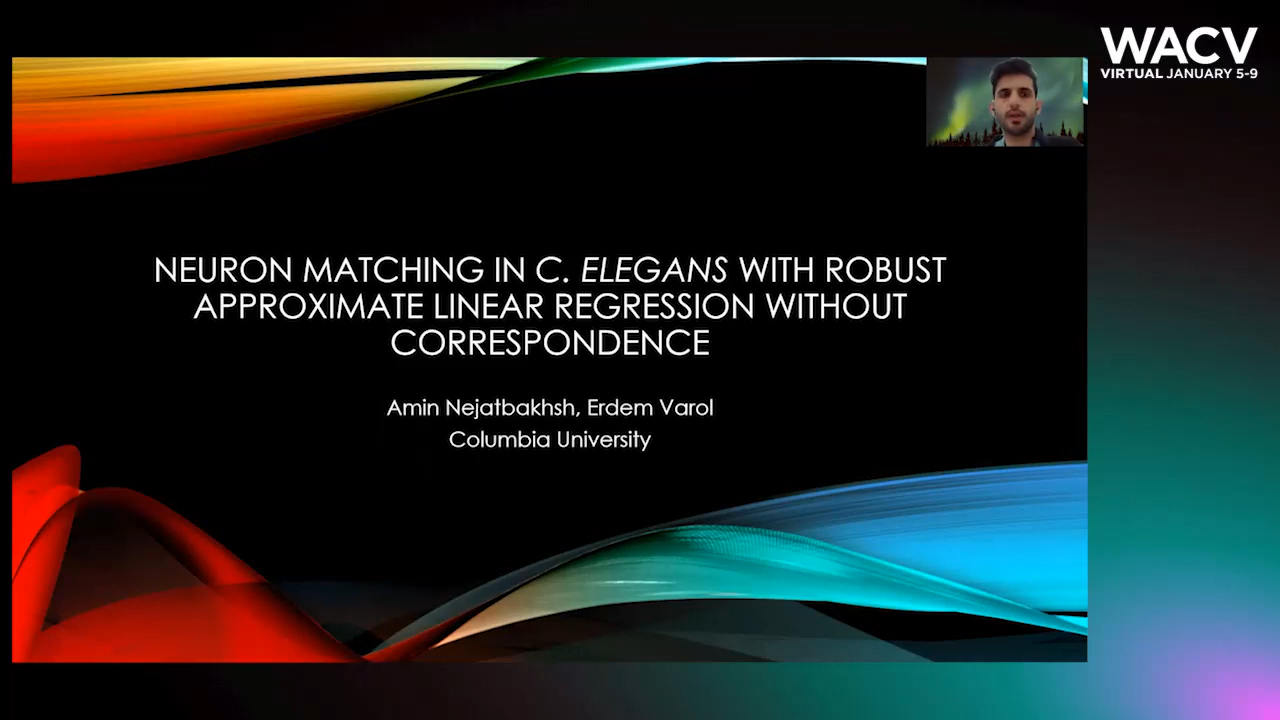 WACV
VIRTUAL JANUARY 5-9
NEURON MATCHING IN C. ELEGANS WITH ROBUST
APPROXIMATE LINEAR REGRESSION WITHOUT
CORRESPONDENCE
Amin Nejatbakhsh, Erdem Varol
Columbia University